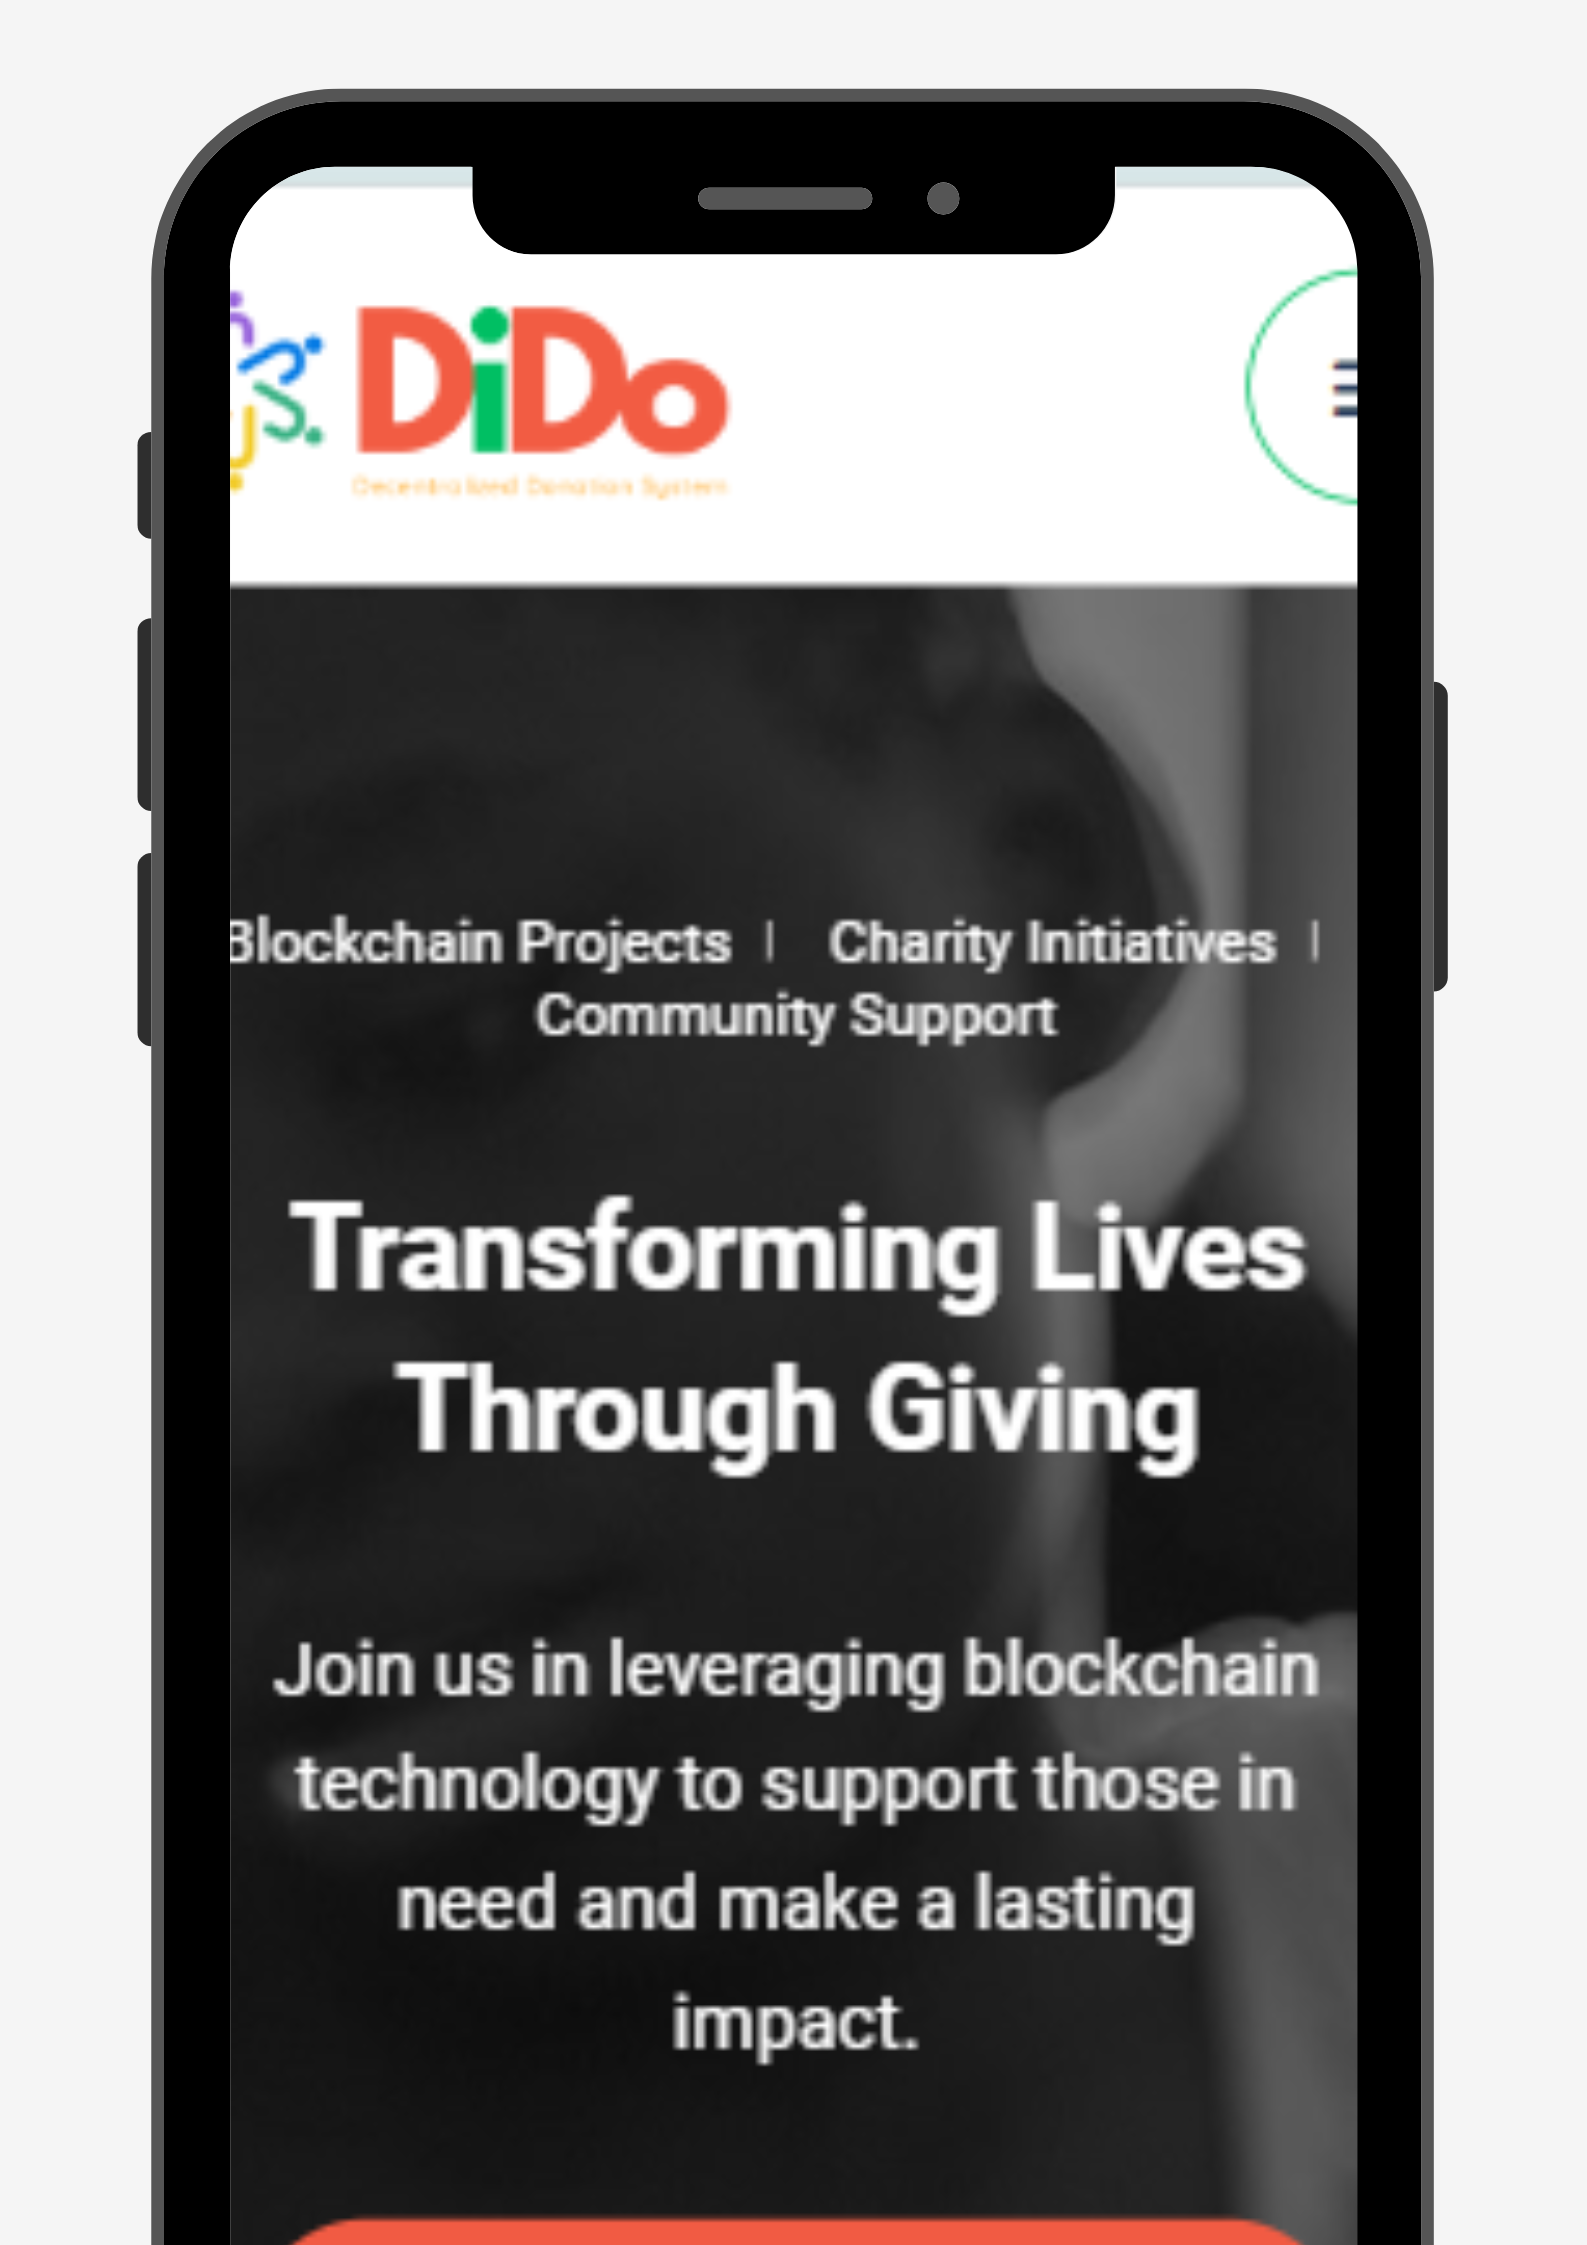 DiDo
Decentralized Donation System
Blockchain Projects | Charity Initiatives |
Community Support
Transforming Lives
Through Giving
Join us in leveraging blockchain
technology to support those in
need and make a lasting
impact.